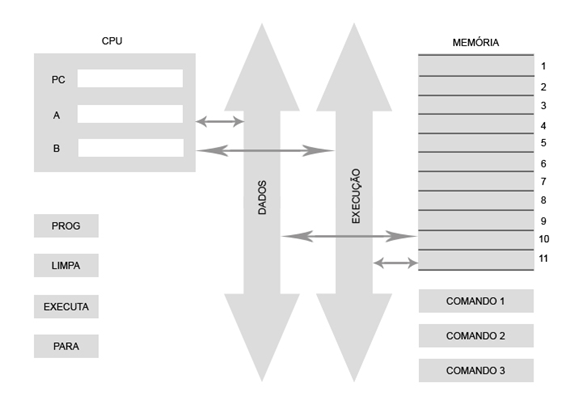 CPU
MEMÓRIA
PC
A
B
DADOS
EXECUÇÃO
1
2
3
4
5
6
7
8
9
10
11
PROG
LIMPA
EXECUTA
PARA
COMANDO 1
COMANDO 2
COMANDO 3